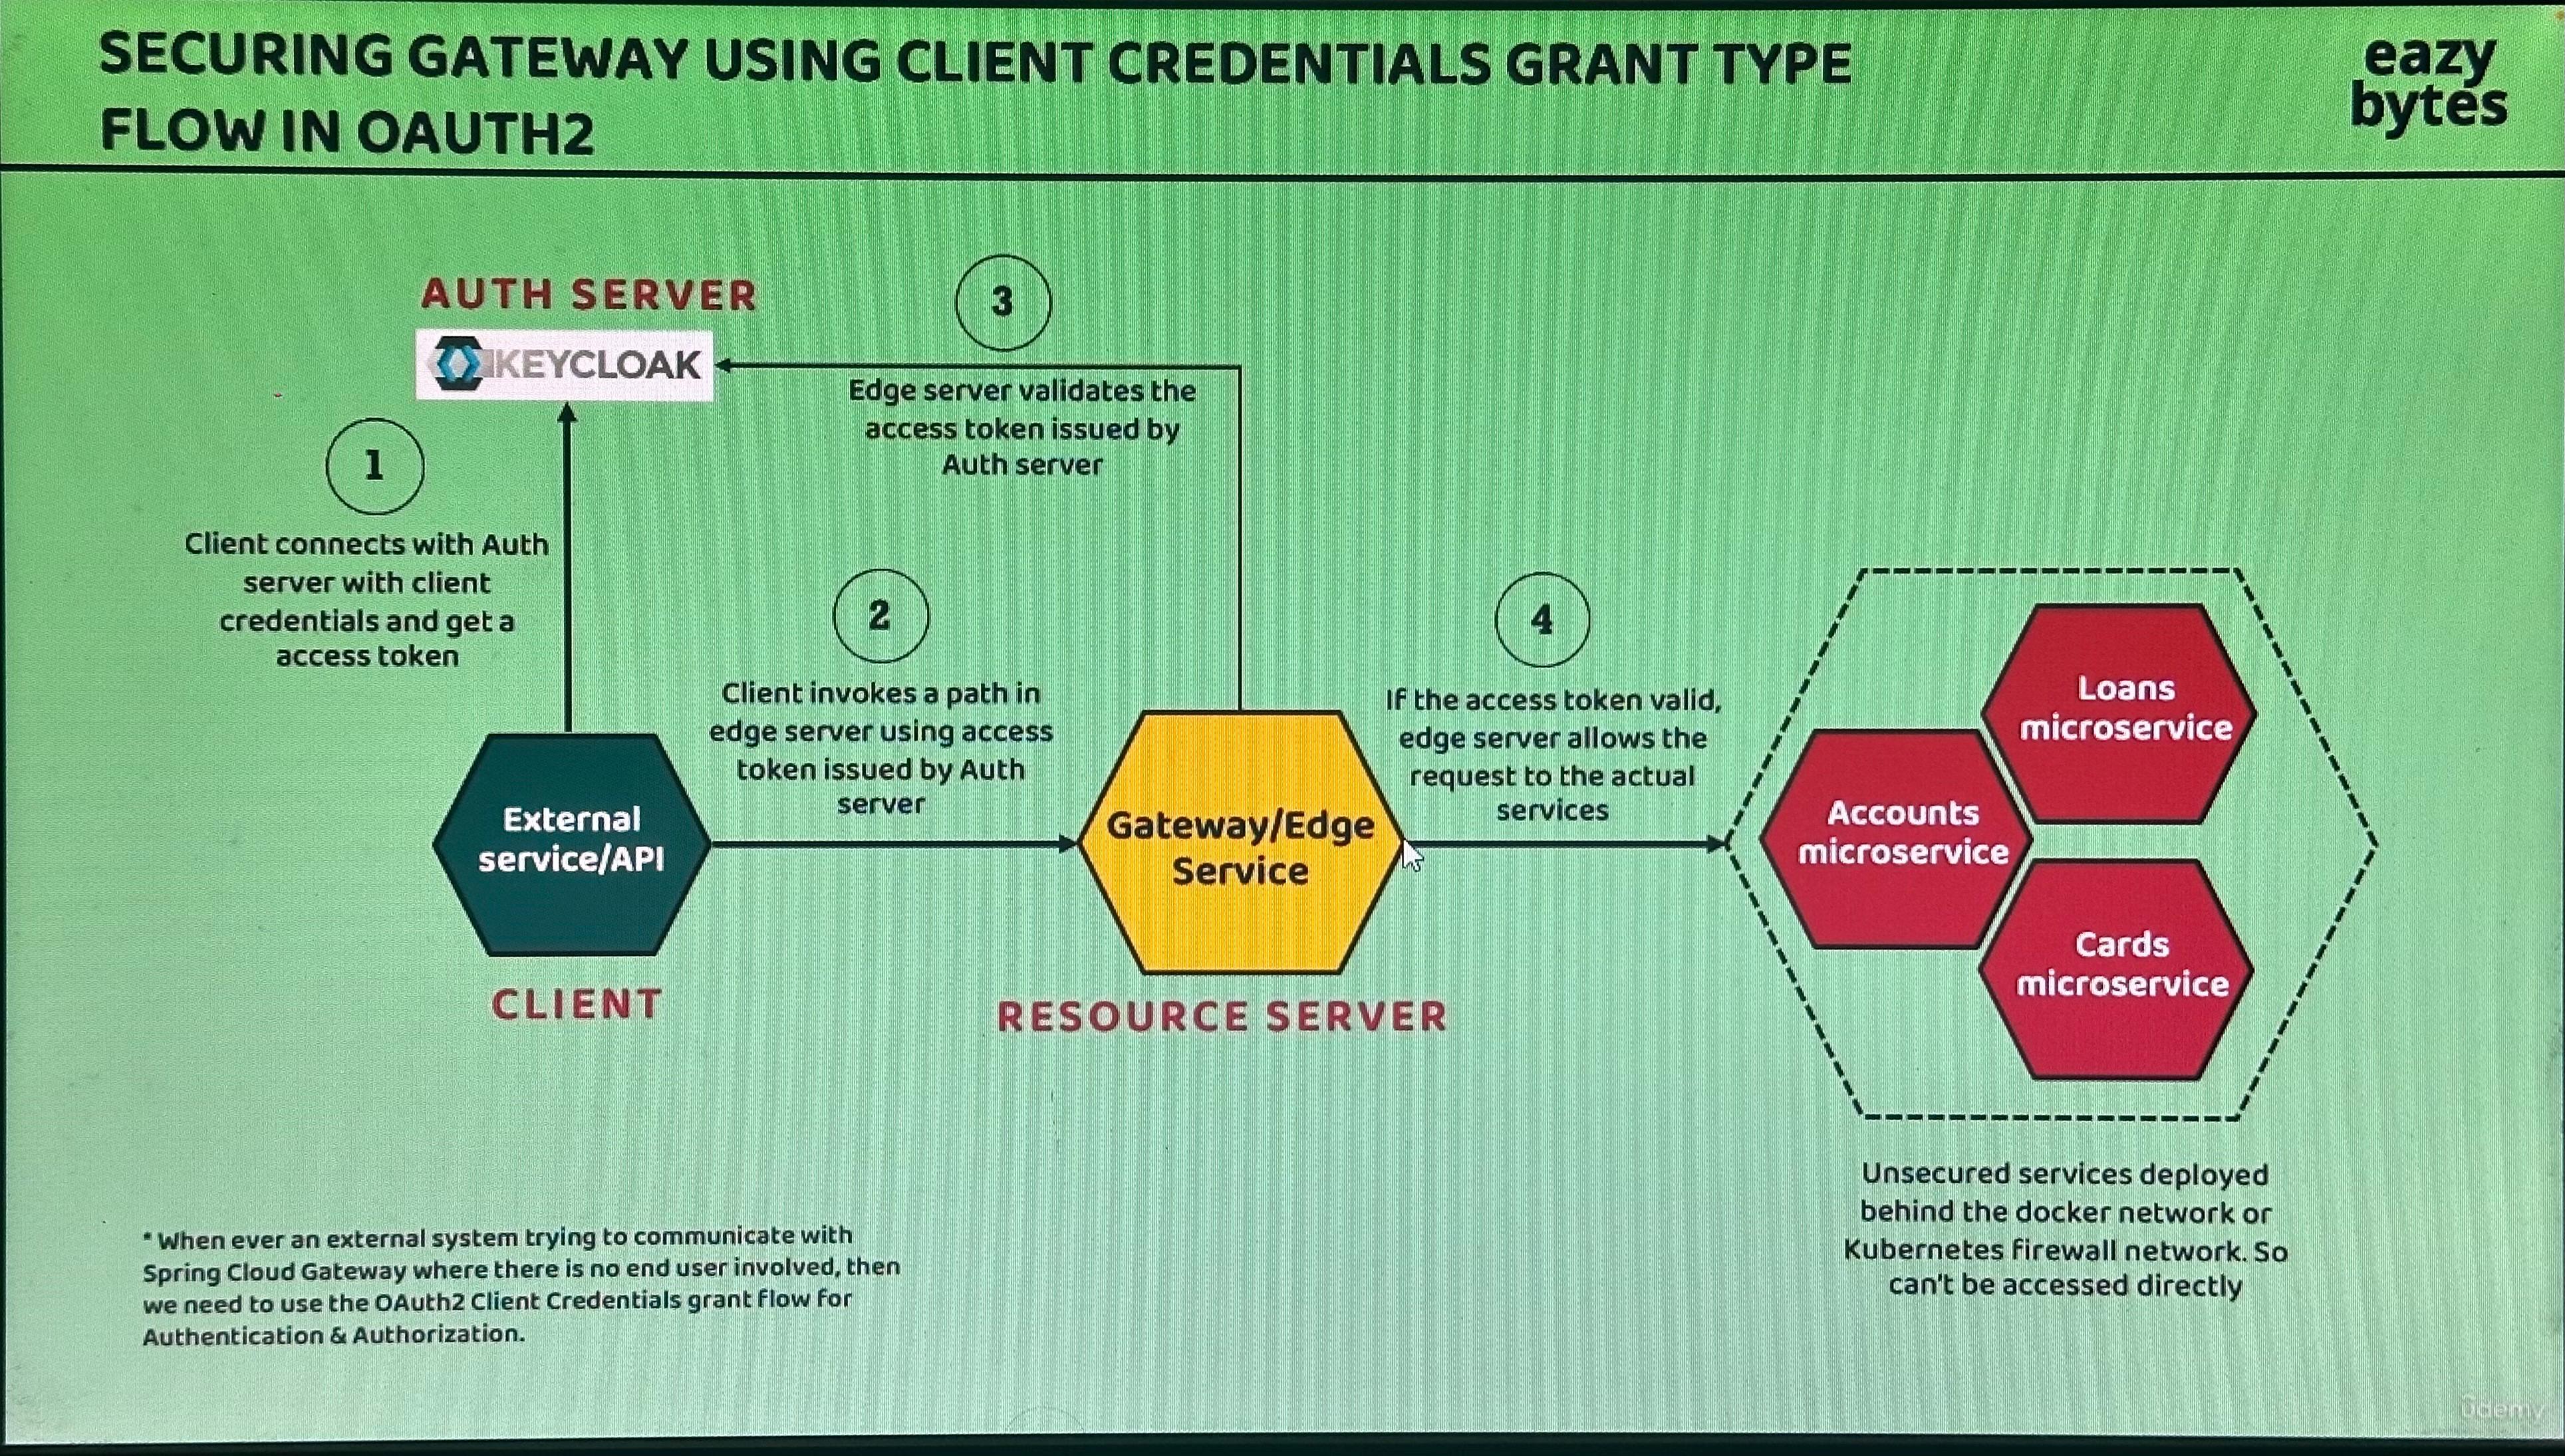 SECURING GATEWAY USING CLIENT CREDENTIALS GRANT TYPE
FLOW IN OAUTH2
eazy
bytes
AUTH SERVER
KEYCLOAK
3
Edge server validates the
access token issued by
Auth server
1
Client connects with Auth
server with client
credentials and get a
access token
2
Client invokes a path in
edge server using access
token issued by Auth
server
4
If the access token valid,
edge server allows the
request to the actual
services
External
service/API
CLIENT
Gateway/Edge
Service
RESOURCE SERVER
Loans
microservice
Accounts
microservice
Cards
microservice
Unsecured services deployed
behind the docker network or
Kubernetes firewall network. So
can't be accessed directly
* When ever an external system trying to communicate with
Spring Cloud Gateway where there is no end user involved, then
we need to use the OAuth2 Client Credentials grant flow for
Authentication & Authorization.
ûdemy